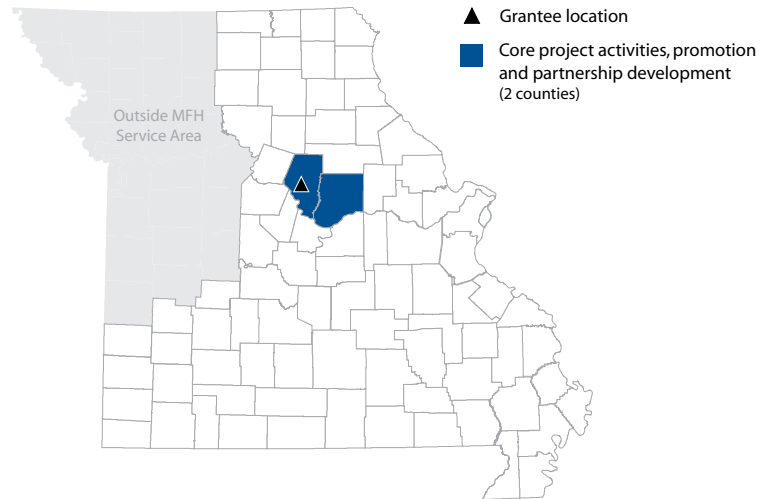 Grantee location
Core project activities, promotion
and partnership development
(2 counties)
Outside MFH
Service Area